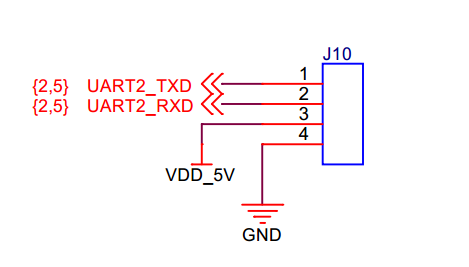 J10
{2,5} UART2_TXD 1
{2,5} UART2_RXD 2
3
4
VDD_5V
GND